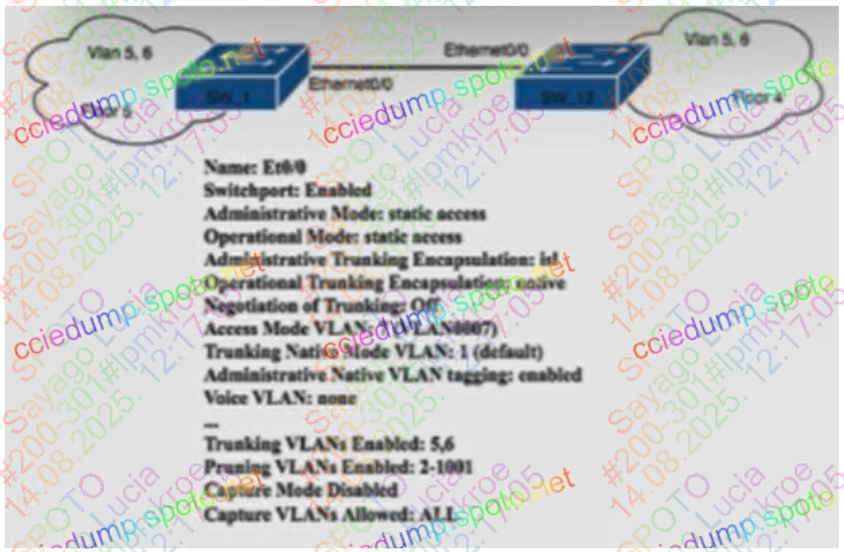 Vlan 5, 6
Ethernet0/0
Vlan 5, 6
Ethernet0/0
SW_1
SW_12
Floor 5
Floor 4
Name: Et0/0
Switchport: Enabled
Administrative Mode: static access
Operational Mode: static access
Administrative Trunking Encapsulation: isl
Operational Trunking Encapsulation: native
Negotiation of Trunking: Off
Access Mode VLAN: (VLAN0007)
Trunking Native Mode VLAN: 1 (default)
Administrative Native VLAN tagging: enabled
Voice VLAN: none
...
Trunking VLANs Enabled: 5,6
Pruning VLANs Enabled: 2-1001
Capture Mode Disabled
Capture VLANs Allowed: ALL
cciedump.spoto.net
SPOTO Lucia
Sayago #lpmkroe
#200-301
14.08.2025. 12:17:05